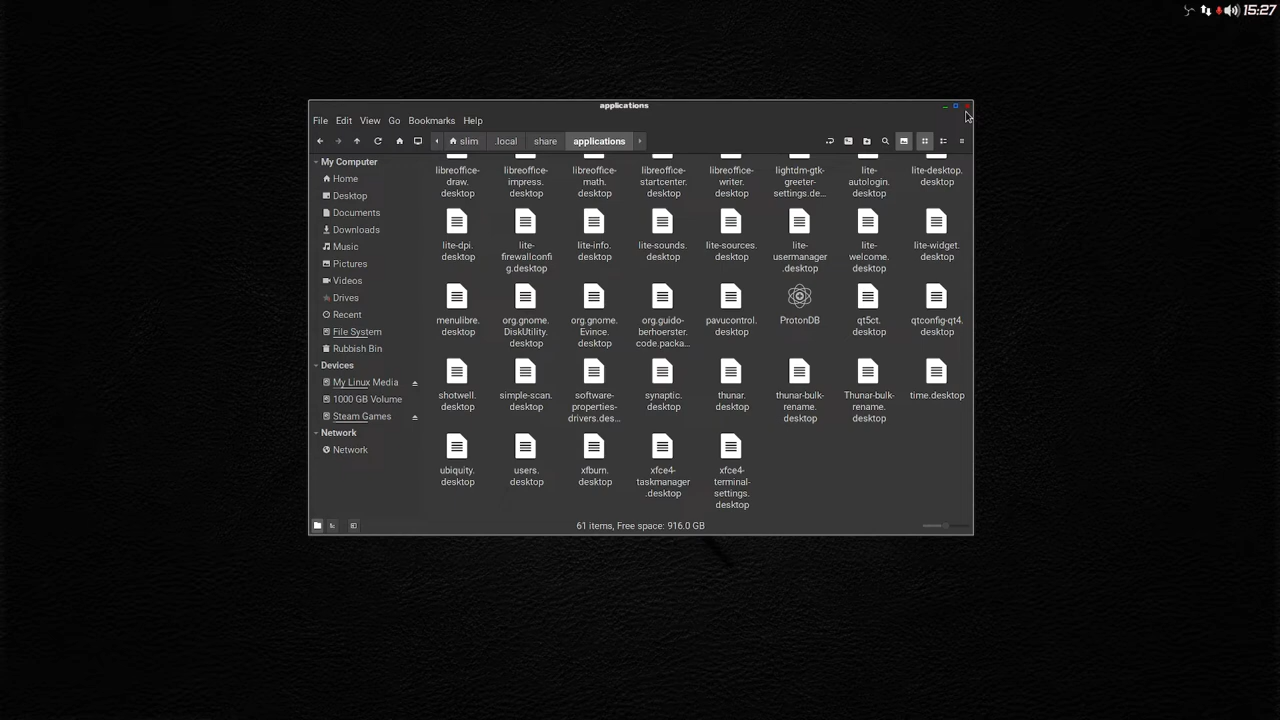 15:27
applications
File Edit View Go Bookmarks Help
slim .local share applications
My Computer
Home
Desktop
Documents
Downloads
Music
Pictures
Videos
Drives
Recent
File System
Rubbish Bin
Devices
My Linux Media
1000 GB Volume
Steam Games
Network
Network
libreoffice-
draw.
desktop
libreoffice-
impress.
desktop
libreoffice-
math.
desktop
libreoffice-
startcenter.
desktop
libreoffice-
writer.
desktop
lightdm-gtk-
greeter-
settings.de...
lite-
autologin.
desktop
lite-desktop.
desktop
lite-dpi.
desktop
lite-
firewallconfi
g.desktop
lite-info.
desktop
lite-sounds.
desktop
lite-sources.
desktop
lite-
usermanager
.desktop
lite-
welcome.
desktop
lite-widget.
desktop
menulibre.
desktop
org.gnome.
DiskUtility.
desktop
org.gnome.
Evince.
desktop
org.guido-
berhoerster.
code.packa...
pavucontrol.
desktop
ProtonDB
qt5ct.
desktop
qtconfig-qt4.
desktop
shotwell.
desktop
simple-scan.
desktop
software-
properties-
drivers.des...
synaptic.
desktop
thunar.
desktop
thunar-bulk-
rename.
desktop
Thunar-bulk-
rename.
desktop
time.desktop
ubiquity.
desktop
users.
desktop
xfburn.
desktop
xfce4-
taskmanager
.desktop
xfce4-
terminal-
settings.
desktop
61 items, Free space: 916.0 GB